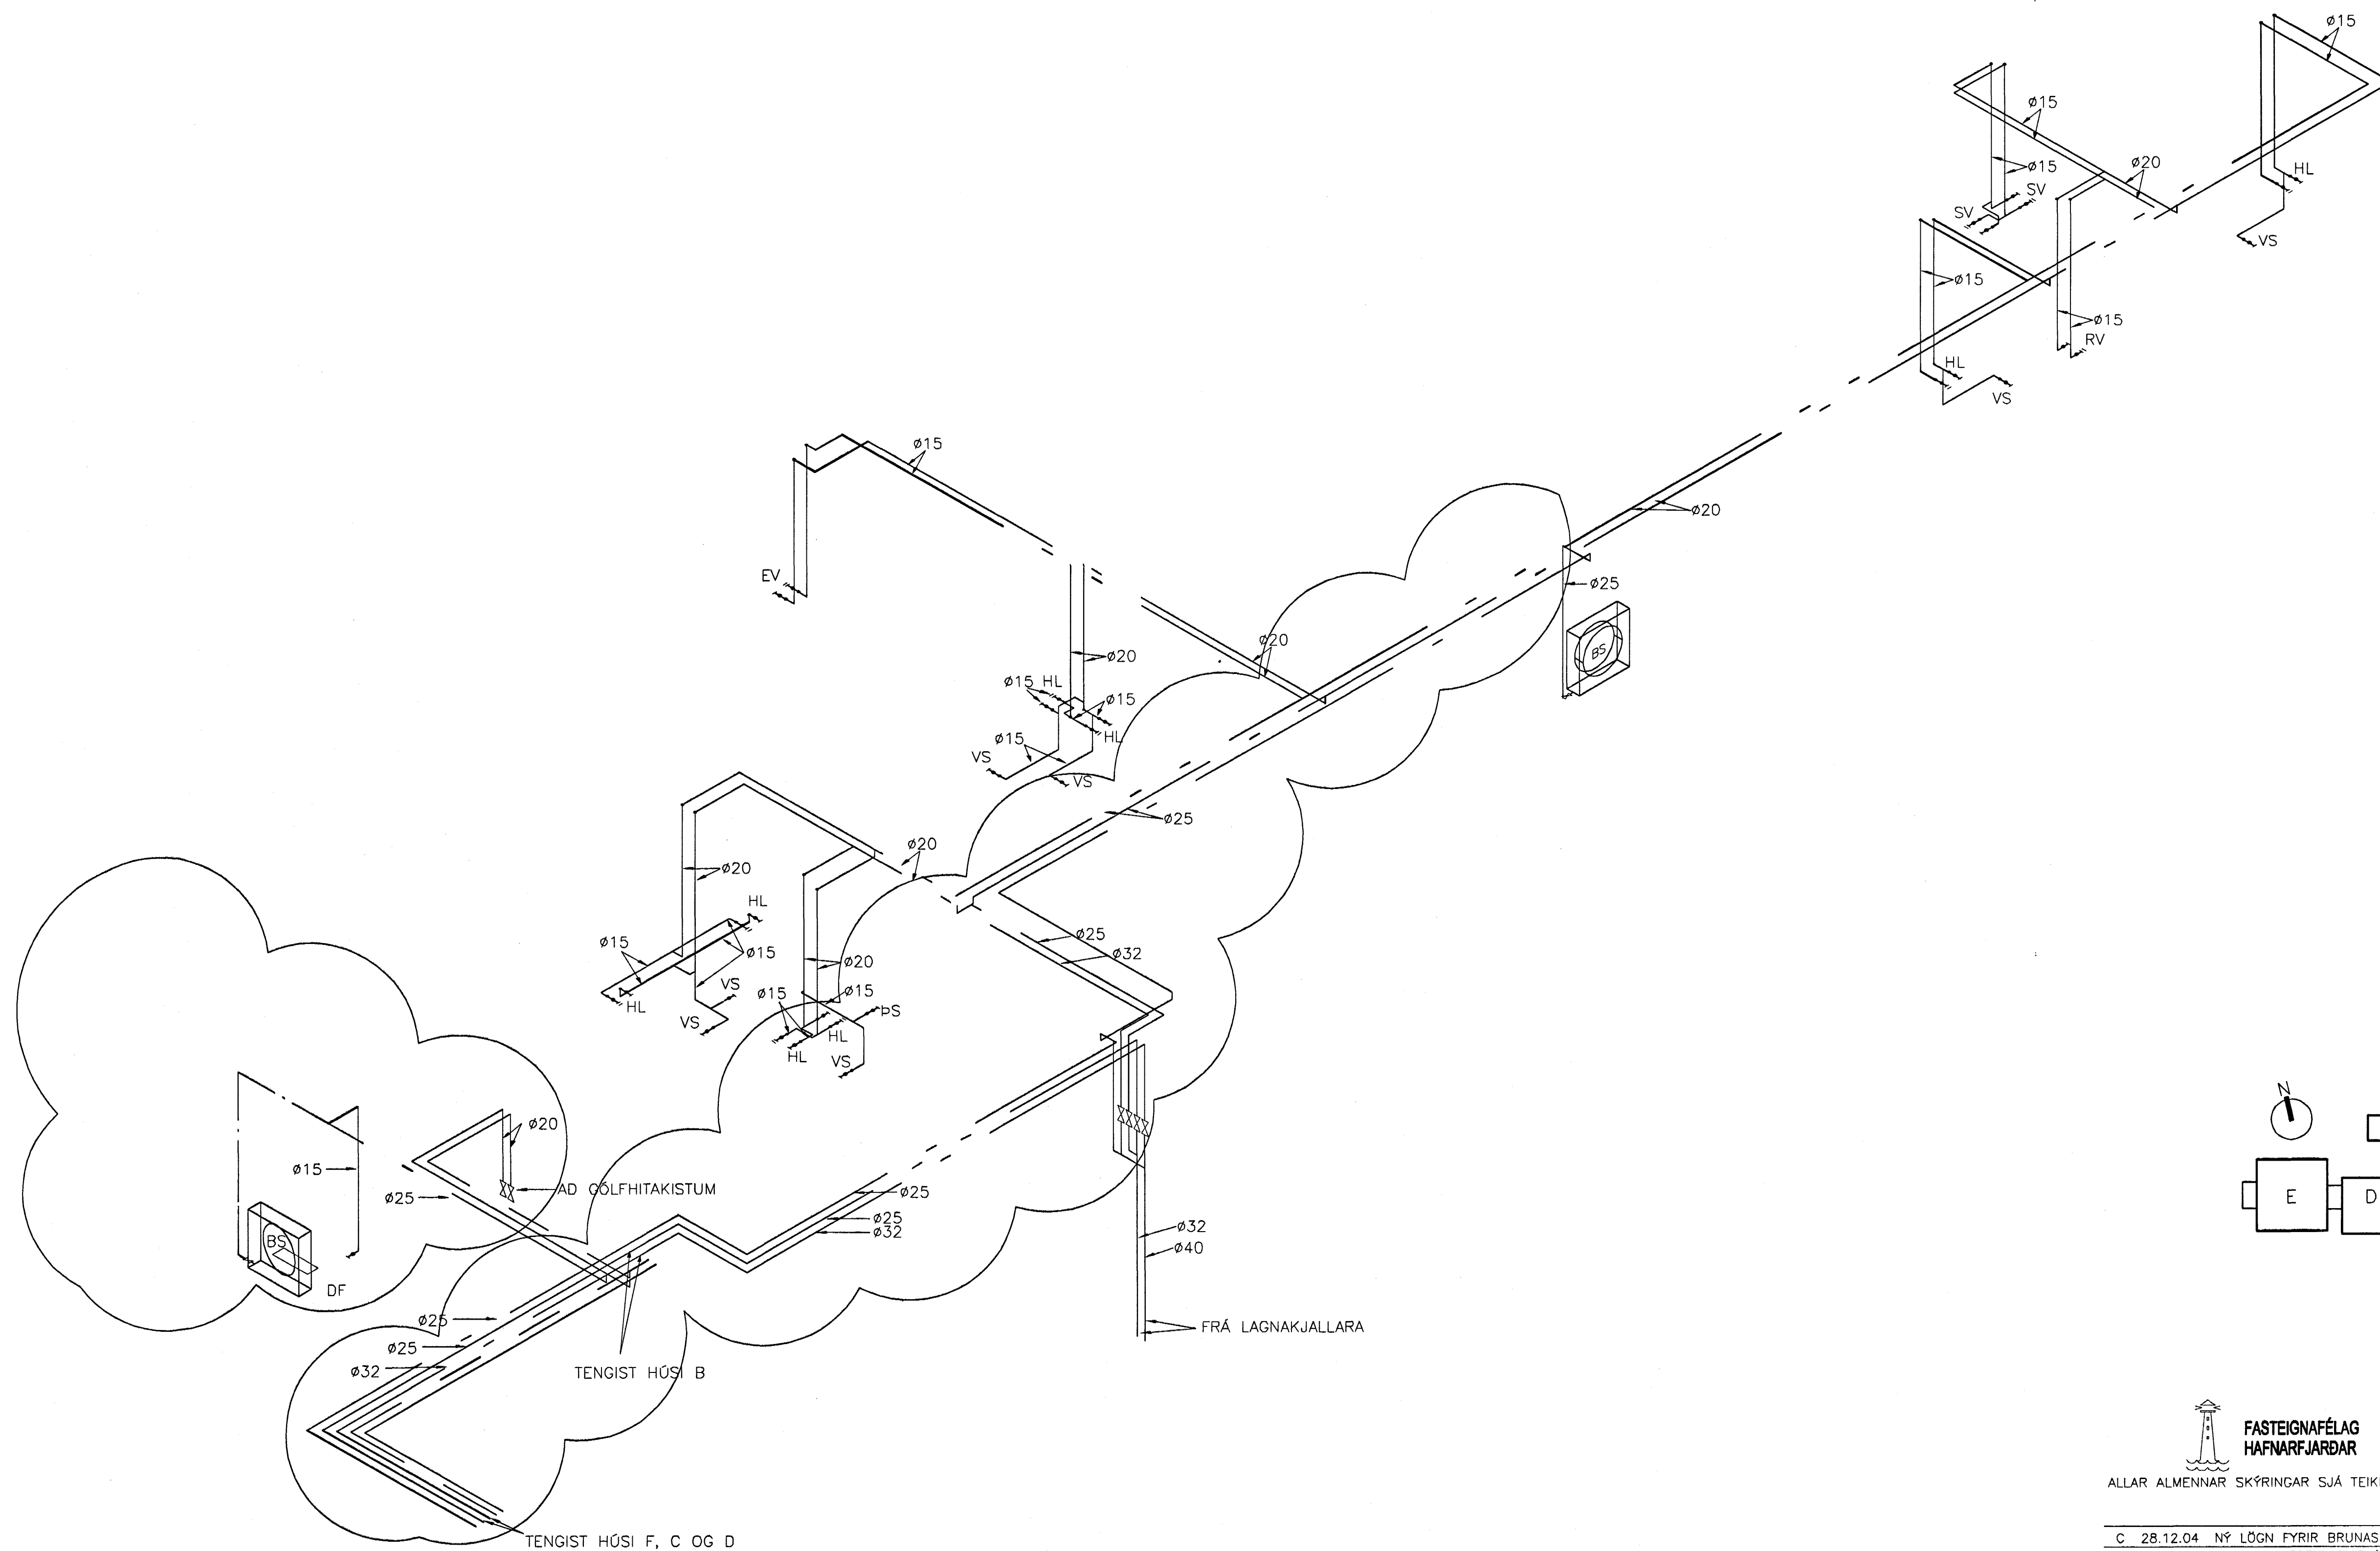 ø15
ø15
ø15
ø20
HL
SV
SV
VS
ø15
ø15
RV
HL
VS
ø15
ø20
EV
ø25
BS
ø20
ø20
ø15 HL
ø15
HL
ø15
VS
VS
ø25
ø20
ø20
HL
ø15
ø15
ø25
ø32
ø20
VS
HL
ø15
ø15
ÞS
VS
HL
HL
VS
N
ø20
ø15
AÐ GÓLFHITAKISTUM
ø25
ø25
E
D
ø25
ø32
ø32
ø40
BS
DF
ø25
FRÁ LAGNAKJALLARA
ø25
ø32
TENGIST HÚSI B
FASTEIGNAFÉLAG
HAFNARFJARÐAR
ALLAR ALMENNAR SKÝRINGAR SJÁ TEIK
C 28.12.04 NÝ LÖGN FYRIR BRUNAS
TENGIST HÚSI F, C OG D